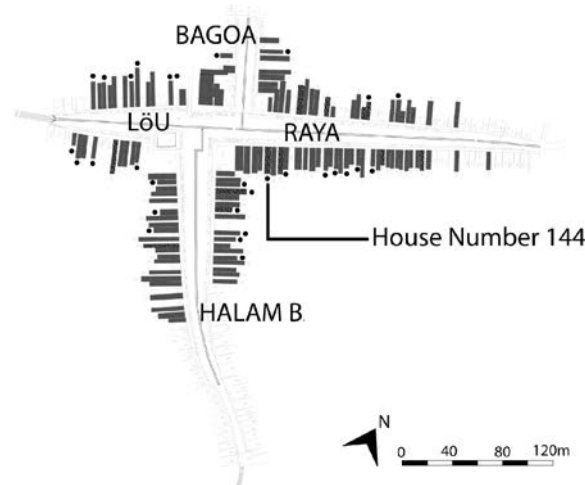 BAGOA
LöU
RAYA
House Number 144
HALAM B.
N
0 40 80 120m